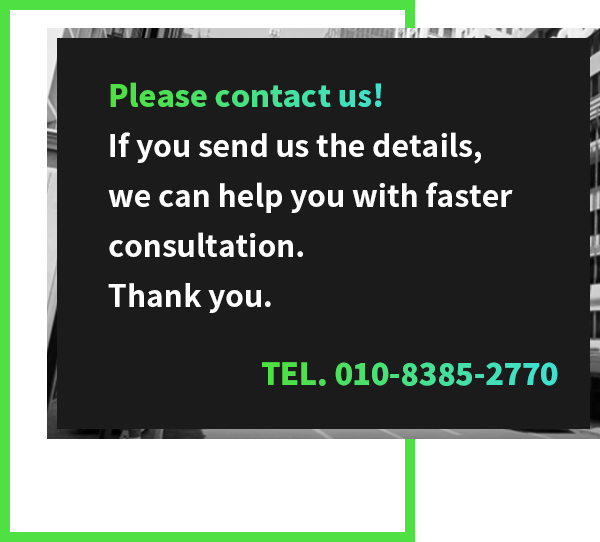 Please contact us!
If you send us the details,
we can help you with faster
consultation.
Thank you.
TEL. 010-8385-2770